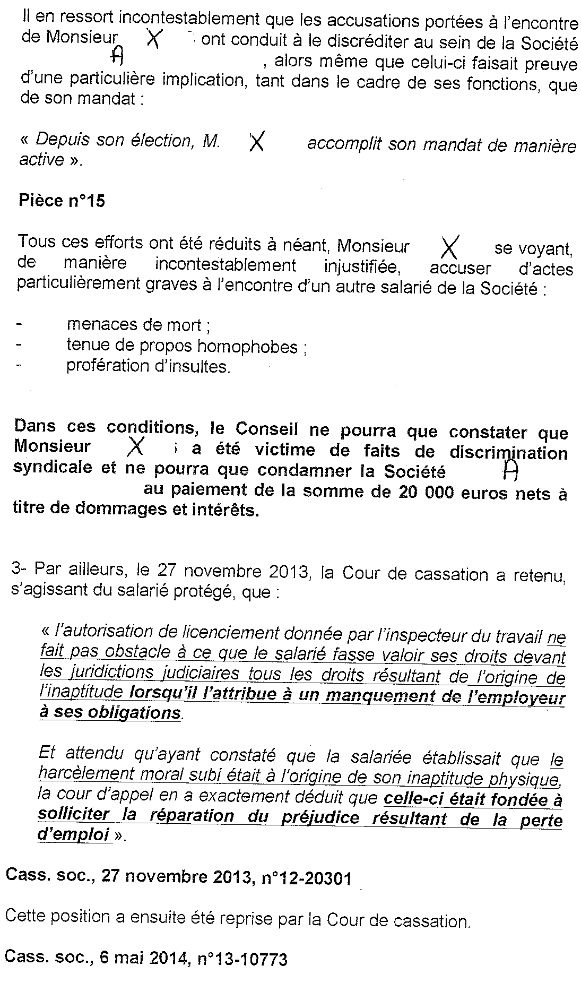 Il en ressort incontestablement que les accusations portées à l'encontre
de Monsieur X ont conduit à le discréditer au sein de la Société
A , alors même que celui-ci faisait preuve
d'une particulière implication, tant dans le cadre de ses fonctions, que
de son mandat :
« Depuis son élection, M. X accomplit son mandat de manière
active ».
Pièce n°15
Tous ces efforts ont été réduits à néant, Monsieur X se voyant,
de manière incontestablement injustifiée, accuser d'actes
particulièrement graves à l'encontre d'un autre salarié de la Société :
- menaces de mort ;
- tenue de propos homophobes ;
- profération d'insultes.
Dans ces conditions, le Conseil ne pourra que constater que
Monsieur X a été victime de faits de discrimination
syndicale et ne pourra que condamner la Société A
au paiement de la somme de 20 000 euros nets à
titre de dommages et intérêts.
3- Par ailleurs, le 27 novembre 2013, la Cour de cassation a retenu,
s'agissant du salarié protégé, que :
« l'autorisation de licenciement donnée par l'inspecteur du travail ne
fait pas obstacle à ce que le salarié fasse valoir ses droits devant
les juridictions judiciaires tous les droits résultant de l'origine de
l'inaptitude lorsqu'il l'attribue à un manquement de l'employeur
à ses obligations.
Et attendu qu'ayant constaté que la salariée établissait que le
harcèlement moral subi était à l'origine de son inaptitude physique,
la cour d'appel en a exactement déduit que celle-ci était fondée à
solliciter la réparation du préjudice résultant de la perte
d'emploi ».
Cass. soc., 27 novembre 2013, n°12-20301
Cette position a ensuite été reprise par la Cour de cassation.
Cass. soc., 6 mai 2014, n°13-10773